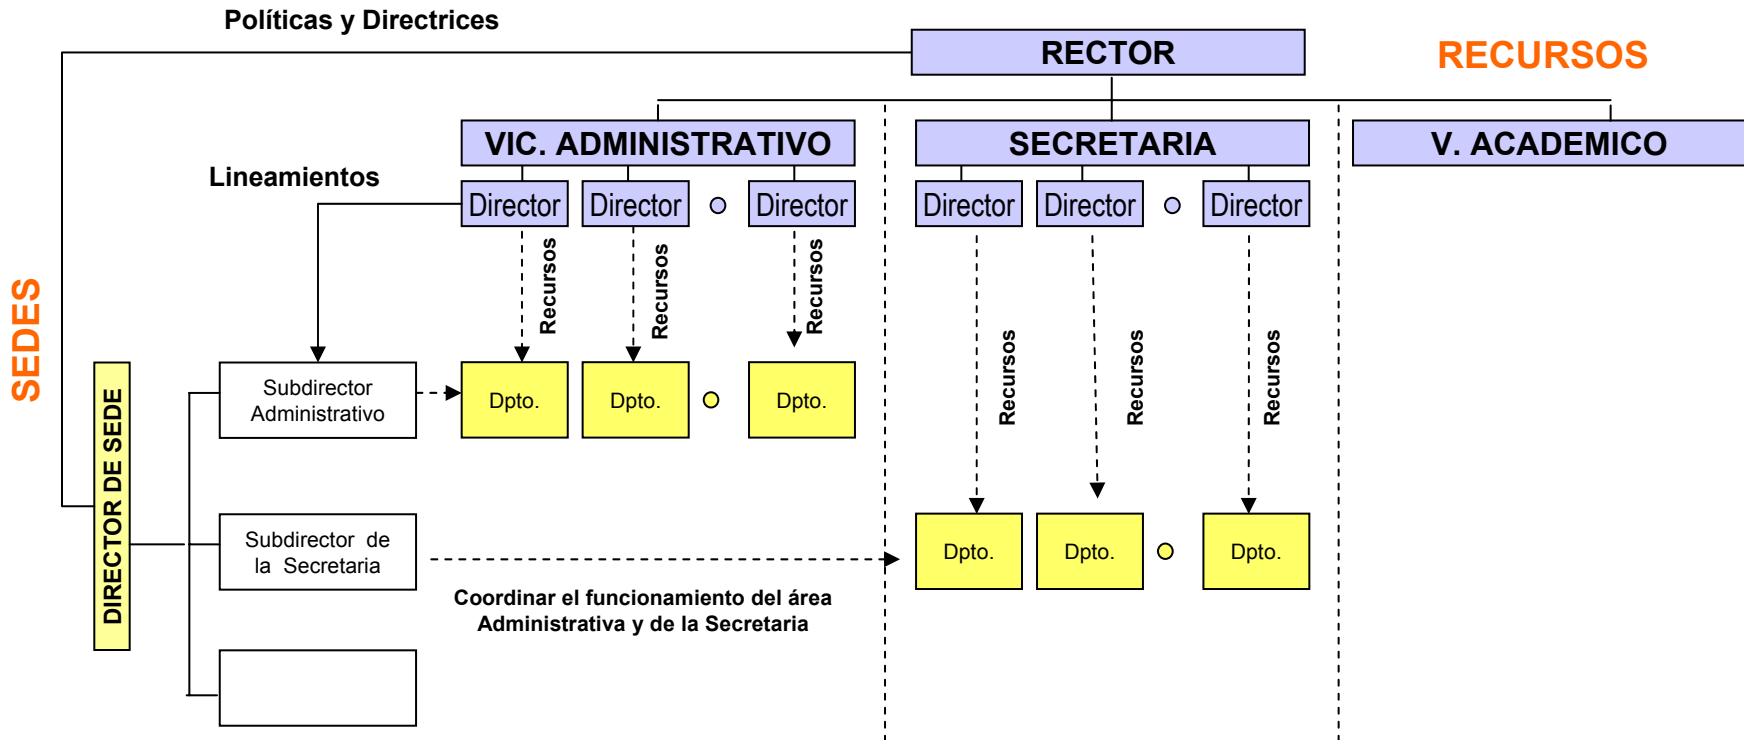 Políticas y Directrices
RECTOR
RECURSOS
VIC. ADMINISTRATIVO
SECRETARIA
V. ACADEMICO
Lineamientos
Director
Director
Director
Director
Director
Director
Recursos
Recursos
Recursos
Recursos
Recursos
Recursos
SEDES
DIRECTOR DE SEDE
Subdirector
Administrativo
Dpto.
Dpto.
Dpto.
Subdirector de
la Secretaria
Dpto.
Dpto.
Dpto.
Coordinar el funcionamiento del área
Administrativa y de la Secretaria